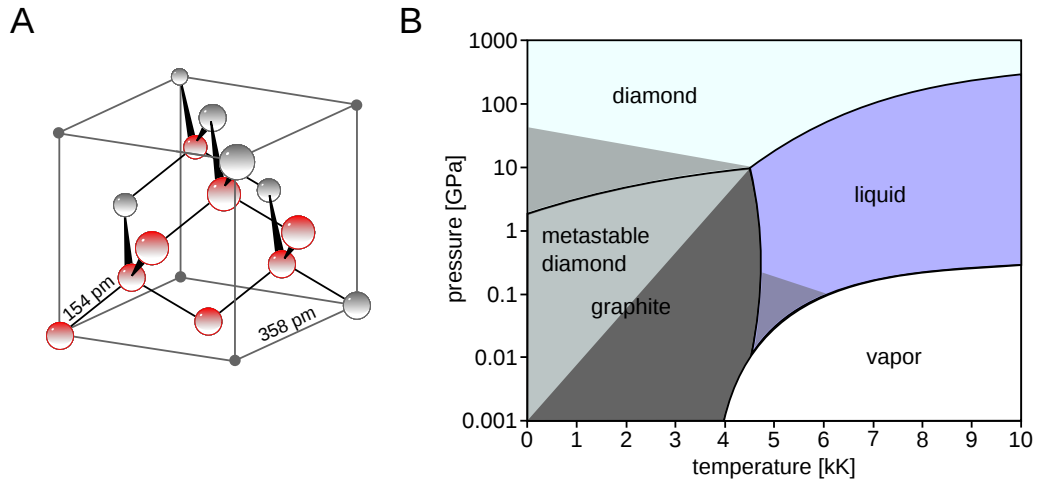 A
154 pm
358 pm
B
pressure [GPa]
1000
100
10
1
0.1
0.01
0.001
diamond
liquid
metastable
diamond
graphite
vapor
0 1 2 3 4 5 6 7 8 9 10
temperature [kK]